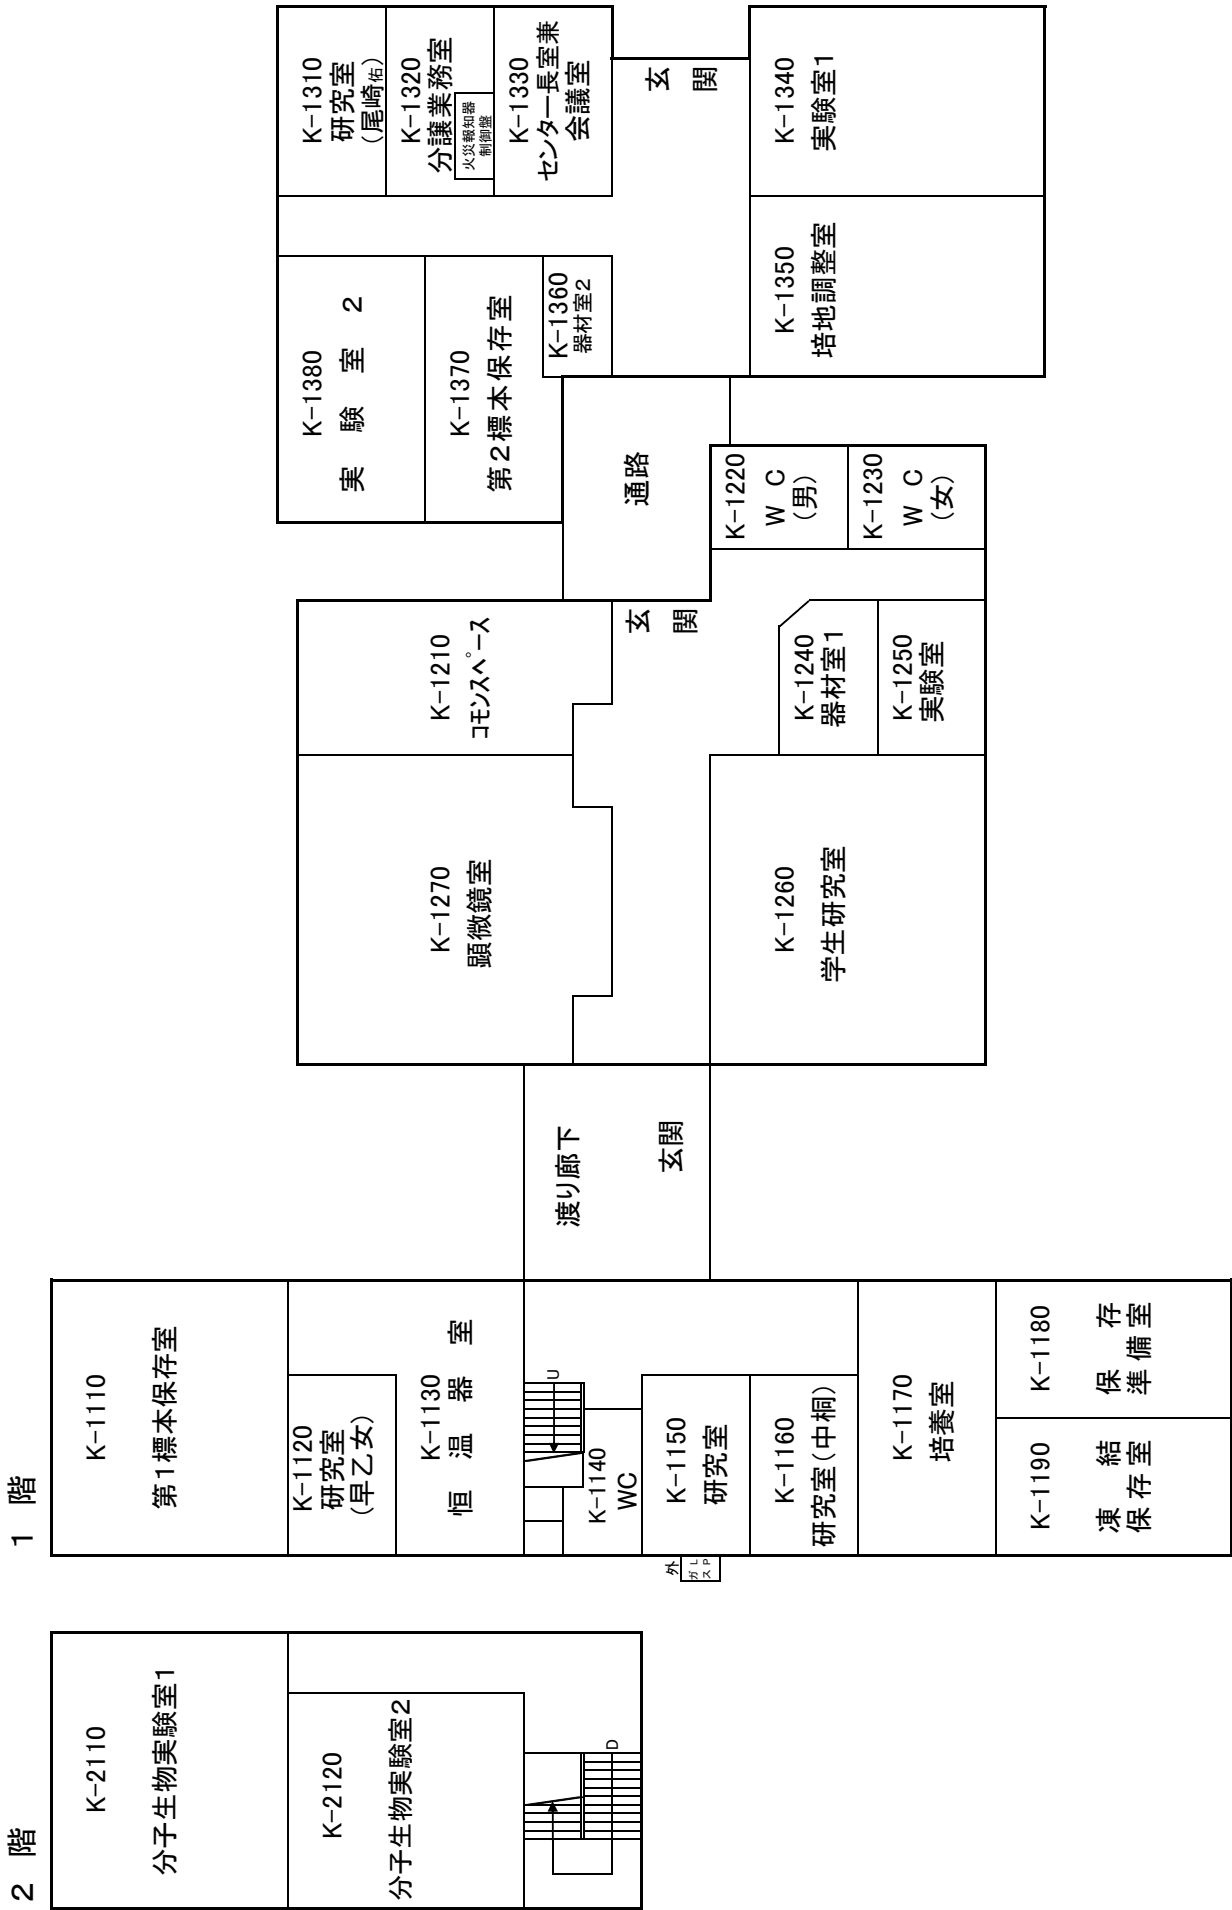 2 階
K-2110
分子生物実験室1
K-2120
分子生物実験室2
D
1 階
K-1110
第1標本保存室
K-1120
研究室
(早乙女)
K-1130
恒 温 器 室
U
K-1140
WC
K-1150
研究室
外
LP
ガス
K-1160
研究室(中桐)
K-1170
培養室
K-1180
保 存
準 備 室
K-1190
凍 結
保 存 室
渡り廊下
玄関
K-1270
顕微鏡室
K-1210
コモンスペース
玄 関
K-1260
学生研究室
K-1240
器材室1
K-1250
実験室
K-1220
W C
(男)
K-1230
W C
(女)
通路
K-1380
実 験 室 2
K-1370
第2標本保存室
K-1360
器材室2
K-1310
研究室
(尾崎佑)
K-1320
分譲業務室
火災報知器
制御盤
K-1330
センター長室兼
会議室
玄 関
K-1350
培地調整室
K-1340
実験室1